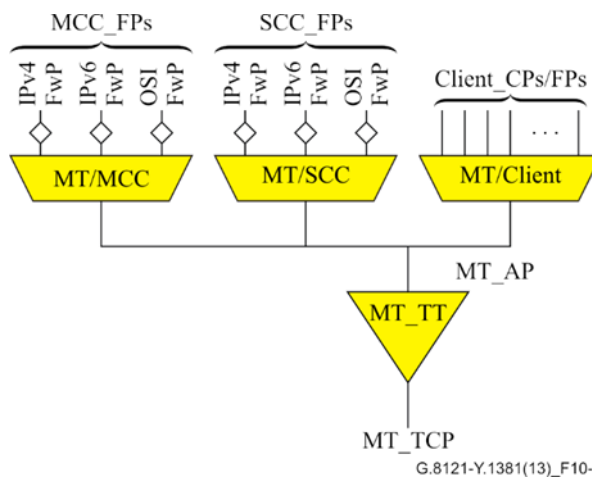 MCC_FPs
SCC_FPs
Client_CPs/FPs
IPv4 FwP
IPv6 FwP
OSI FwP
IPv4 FwP
IPv6 FwP
OSI FwP
. . .
MT/MCC
MT/SCC
MT/Client
MT_AP
MT_TT
MT_TCP
G.8121-Y.1381(13)_F10-